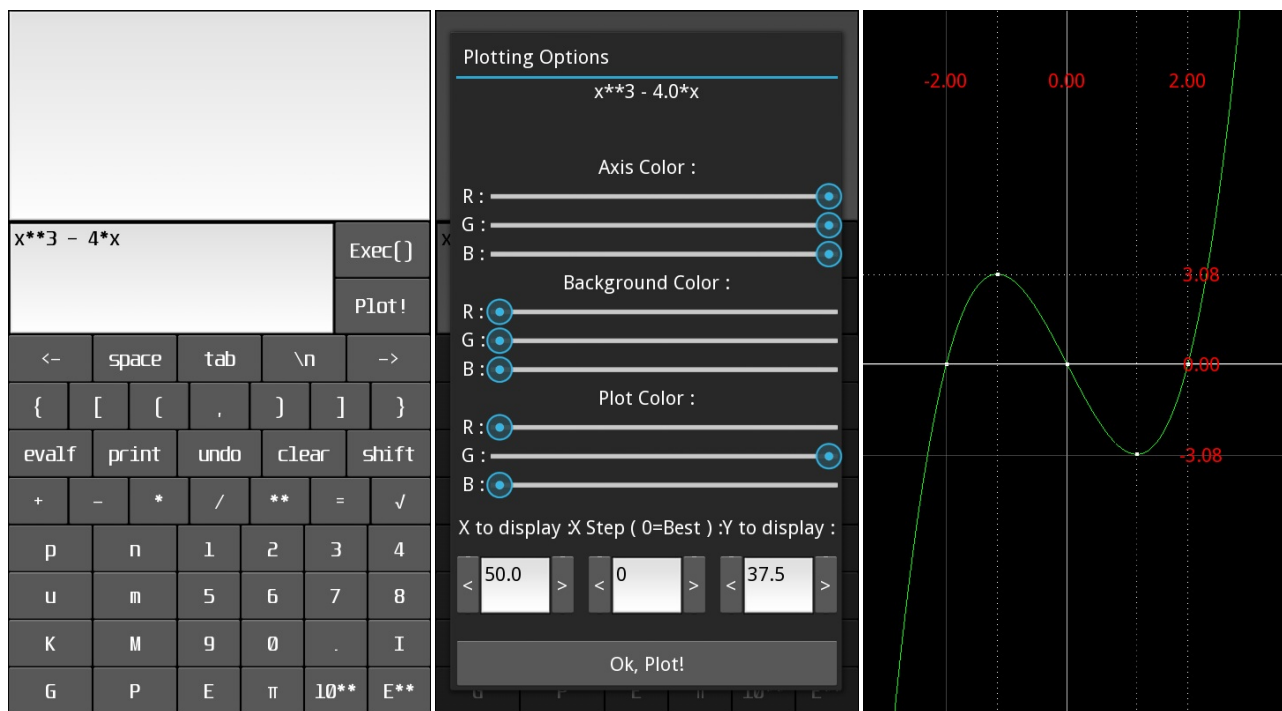 x**3 - 4*x
Exec()
Plot!
<- space tab \n ->
{ [ ( , ) ] }
evalf print undo clear shift
+ - * / ** = √
p n 1 2 3 4
u m 5 6 7 8
K M 9 0 . I
G P E π 10** E**
Plotting Options
x**3 - 4.0*x
Axis Color :
R :
G :
B :
Background Color :
R :
G :
B :
Plot Color :
R :
G :
B :
X to display :X Step ( 0=Best ) :Y to display :
< 50.0 > < 0 > < 37.5 >
Ok, Plot!
-2.00 0.00 2.00
3.08
0.00
-3.08